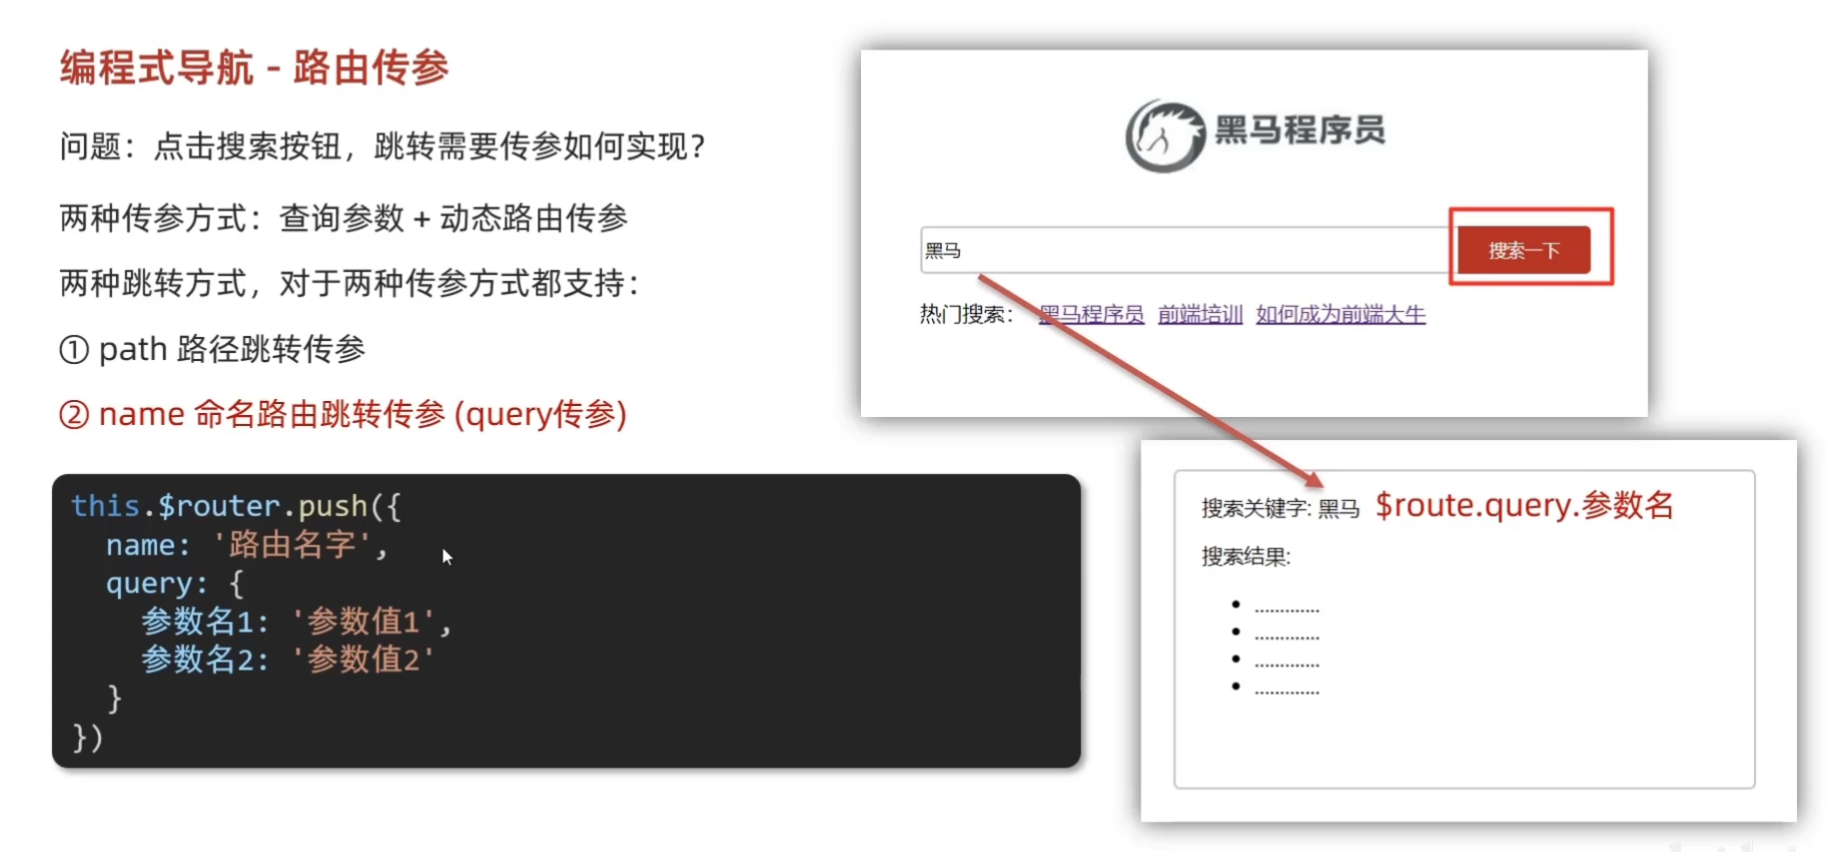 编程式导航 - 路由传参
问题：点击搜索按钮，跳转需要传参如何实现？
两种传参方式：查询参数 + 动态路由传参
两种跳转方式，对于两种传参方式都支持：
① path 路径跳转传参
② name 命名路由跳转传参 (query传参)
this.$router.push({
  name: '路由名字',
  query: {
    参数名1: '参数值1',
    参数名2: '参数值2'
  }
})
黑马程序员
黑马 搜索一下
热门搜索： 黑马程序员 前端培训 如何成为前端大牛
搜索关键字: 黑马 $route.query.参数名
搜索结果:
• .............
• .............
• .............
• .............